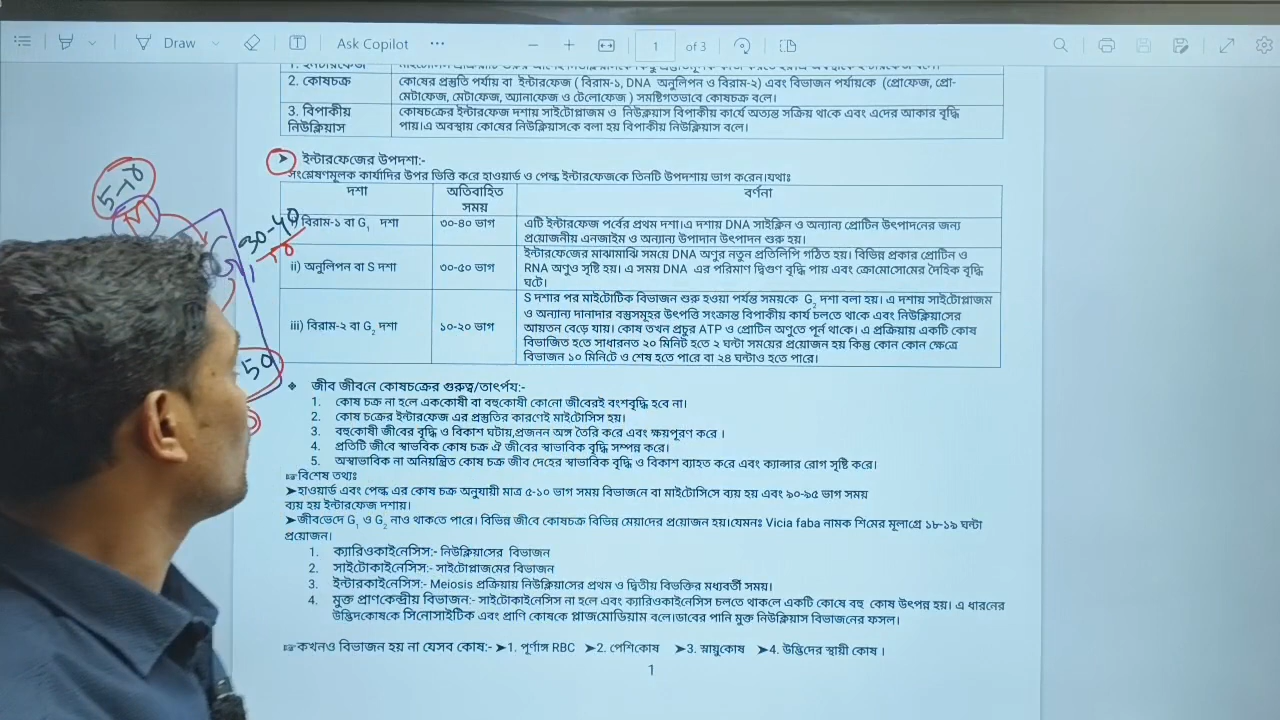 Draw
Ask Copilot
1 of 3
1. ইন্টারফেজ
2. কোষচক্র
কোষের প্রস্তুতি পর্যায় বা ইন্টারফেজ ( বিরাম-১, DNA অনুলিপন ও বিরাম-২) এবং বিভাজন পর্যায়কে (প্রোফেজ, প্রো-
মেটাফেজ, মেটাফেজ, অ্যানাফেজ ও টেলোফেজ ) সমষ্টিগতভাবে কোষচক্র বলে।
3. বিপাকীয়
নিউক্লিয়াস
কোষচক্রের ইন্টারফেজ দশায় সাইটোপ্লাজম ও নিউক্লিয়াস বিপাকীয় কার্যে অত্যন্ত সক্রিয় থাকে এবং এদের আকার বৃদ্ধি
পায়।এ অবস্থায় কোষের নিউক্লিয়াসকে বলা হয় বিপাকীয় নিউক্লিয়াস বলে।
➤ ইন্টারফেজের উপদশা:-
সংশ্লেষণমূলক কার্যাদির উপর ভিত্তি করে হাওয়ার্ড ও পেল্ক ইন্টারফেজকে তিনটি উপদশায় ভাগ করেন।যথাঃ
দশা
অতিবাহিত
সময়
বর্ণনা
বিরাম-১ বা G₁ দশা
৩০-৪০ ভাগ
এটি ইন্টারফেজ পর্বের প্রথম দশা।এ দশায় DNA সাইক্লিন ও অন্যান্য প্রোটিন উৎপাদনের জন্য
প্রয়োজনীয় এনজাইম ও অন্যান্য উপাদান উৎপাদন শুরু হয়।
ii) অনুলিপন বা S দশা
৩০-৫০ ভাগ
ইন্টারফেজের মাঝামাঝি সময়ে DNA অণুর নতুন প্রতিলিপি গঠিত হয়। বিভিন্ন প্রকার প্রোটিন ও
RNA অণুও সৃষ্টি হয়। এ সময় DNA এর পরিমাণ দ্বিগুণ বৃদ্ধি পায় এবং ক্রোমোসোমের দৈহিক বৃদ্ধি
ঘটে।
iii) বিরাম-২ বা G₂ দশা
১০-২০ ভাগ
S দশার পর মাইটোটিক বিভাজন শুরু হওয়া পর্যন্ত সময়কে G₂ দশা বলা হয়। এ দশায় সাইটোপ্লাজম
ও অন্যান্য দানাদার বস্তুসমূহের উৎপত্তি সংক্রান্ত বিপাকীয় কার্য চলতে থাকে এবং নিউক্লিয়াসের
আয়তন বেড়ে যায়। কোষ তখন প্রচুর ATP ও প্রোটিন অণুতে পূর্ন থাকে। এ প্রক্রিয়ায় একটি কোষ
বিভাজিত হতে সাধারনত ২০ মিনিট হতে ২ ঘন্টা সময়ের প্রয়োজন হয় কিন্তু কোন কোন ক্ষেত্রে
বিভাজন ১০ মিনিটে ও শেষ হতে পারে বা ২৪ ঘন্টাও হতে পারে।
5-10
M
30-40
50
❖ জীব জীবনে কোষচক্রের গুরুত্ব/তাৎর্পয:-
1. কোষ চক্র না হলে এককোষী বা বহুকোষী কোনো জীবেরই বংশবৃদ্ধি হবে না।
2. কোষ চক্রের ইন্টারফেজ এর প্রস্তুতির কারণেই মাইটোসিস হয়।
3. বহুকোষী জীবের বৃদ্ধি ও বিকাশ ঘটায়,প্রজনন অঙ্গ তৈরি করে এবং ক্ষয়পূরণ করে ।
4. প্রতিটি জীবে স্বাভবিক কোষ চক্র ঐ জীবের স্বাভাবিক বৃদ্ধি সম্পন্ন করে।
5. অস্বাভাবিক না অনিয়ন্ত্রিত কোষ চক্র জীব দেহের স্বাভাবিক বৃদ্ধি ও বিকাশ ব্যাহত করে এবং ক্যান্সার রোগ সৃষ্টি করে।
☞বিশেষ তথ্যঃ
➤হাওয়ার্ড এবং পেল্ক এর কোষ চক্র অনুযায়ী মাত্র ৫-১০ ভাগ সময় বিভাজনে বা মাইটোসিসে ব্যয় হয় এবং ৯০-৯৫ ভাগ সময়
ব্যয় হয় ইন্টারফেজ দশায়।
➤জীবভেদে G₁ ও G₂ নাও থাকতে পারে। বিভিন্ন জীবে কোষচক্র বিভিন্ন মেয়াদের প্রয়োজন হয়।যেমনঃ Vicia faba নামক শিমের মূলাগ্রে ১৮-১৯ ঘন্টা
প্রয়োজন।
1. ক্যারিওকাইনেসিস:- নিউক্লিয়াসের বিভাজন
2. সাইটোকাইনেসিস:- সাইটোপ্লাজমের বিভাজন
3. ইন্টারকাইনেসিস:- Meiosis প্রক্রিয়ায় নিউক্লিয়াসের প্রথম ও দ্বিতীয় বিভক্তির মধ্যবর্তী সময়।
4. মুক্ত প্রাণকেন্দ্রীয় বিভাজন:- সাইটোকাইনেসিস না হলে এবং ক্যারিওকাইনেসিস চলতে থাকলে একটি কোষে বহু কোষ উৎপন্ন হয়। এ ধারনের
উদ্ভিদকোষকে সিনোসাইটিক এবং প্রাণি কোষকে প্লাজমোডিয়াম বলে।ডাবের পানি মুক্ত নিউক্লিয়াস বিভাজনের ফসল।
☞কখনও বিভাজন হয় না যেসব কোষ:- ➤1. পূর্ণাঙ্গ RBC ➤2. পেশিকোষ ➤3. স্নায়ুকোষ ➤4. উদ্ভিদের স্থায়ী কোষ ।
1